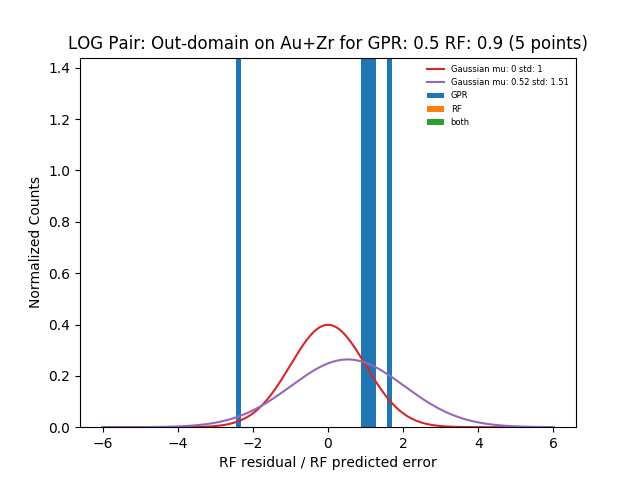 LOG Pair: Out-domain on Au+Zr for GPR: 0.5 RF: 0.9 (5 points)
Gaussian mu: 0 std: 1
Gaussian mu: 0.52 std: 1.51
GPR
RF
both
Normalized Counts
1.4
1.2
1.0
0.8
0.6
0.4
0.2
0.0
−6 −4 −2 0 2 4 6
RF residual / RF predicted error